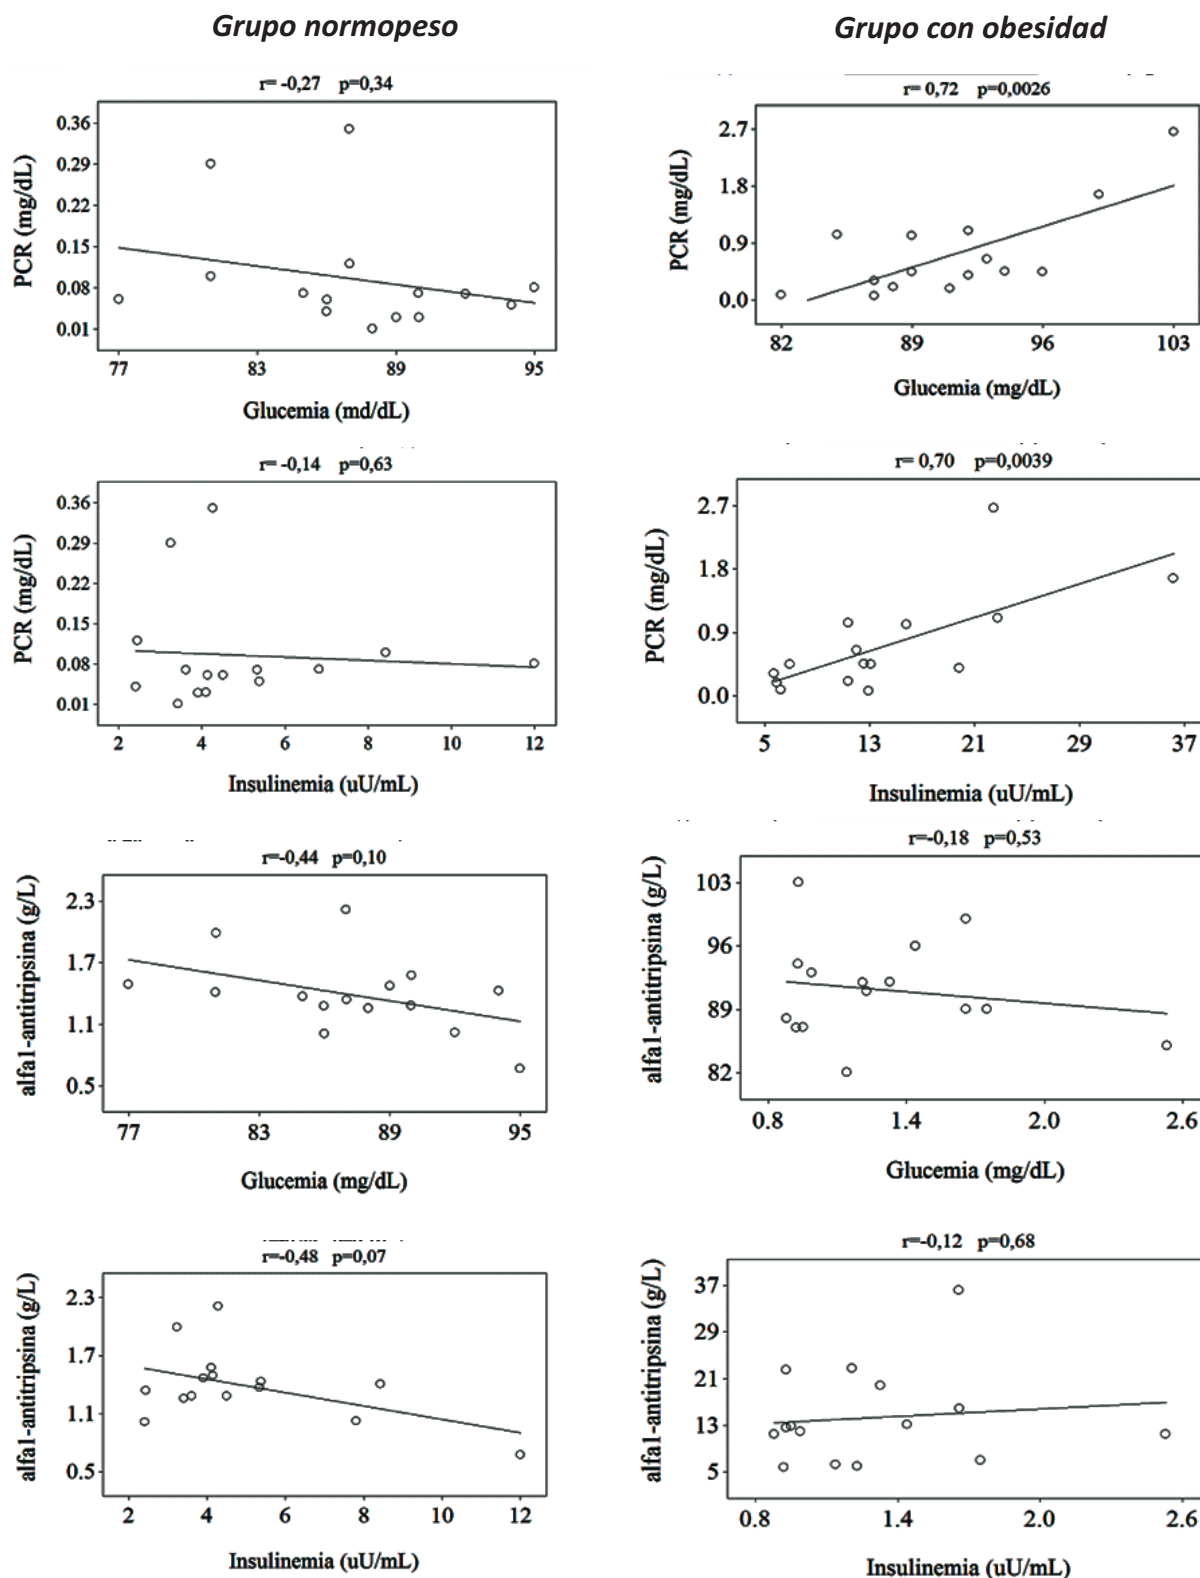 Grupo normopeso
Grupo con obesidad
r= -0,27 p=0,34
PCR (mg/dL)
0.36
0.29
0.22
0.15
0.08
0.01
77 83 89 95
Glucemia (md/dL)
r= 0,72 p=0,0026
PCR (mg/dL)
2.7
1.8
0.9
0.0
82 89 96 103
Glucemia (mg/dL)
r= -0,14 p=0,63
PCR (mg/dL)
0.36
0.29
0.22
0.15
0.08
0.01
2 4 6 8 10 12
Insulinemia (uU/mL)
r= 0,70 p=0,0039
PCR (mg/dL)
2.7
1.8
0.9
0.0
5 13 21 29 37
Insulinemia (uU/mL)
r=-0,44 p=0,10
alfa1-antitripsina (g/L)
2.3
1.7
1.1
0.5
77 83 89 95
Glucemia (mg/dL)
r=-0,18 p=0,53
alfa1-antitripsina (g/L)
103
96
89
82
0.8 1.4 2.0 2.6
Glucemia (mg/dL)
r=-0,48 p=0,07
alfa1-antitripsina (g/L)
2.3
1.7
1.1
0.5
2 4 6 8 10 12
Insulinemia (uU/mL)
r=-0,12 p=0,68
alfa1-antitripsina (g/L)
37
29
21
13
5
0.8 1.4 2.0 2.6
Insulinemia (uU/mL)